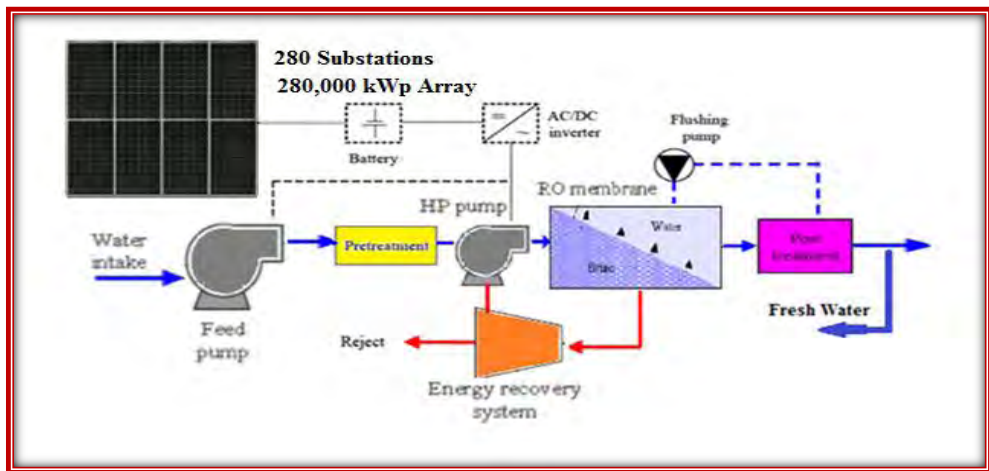 280 Substations
280,000 kWp Array
AC/DC
inverter
Battery
Flushing
pump
HP pump
RO membrane
Water
intake
Pretreatment
Water
Post
treatment
Feed
pump
Reject
Energy recovery
system
Fresh Water